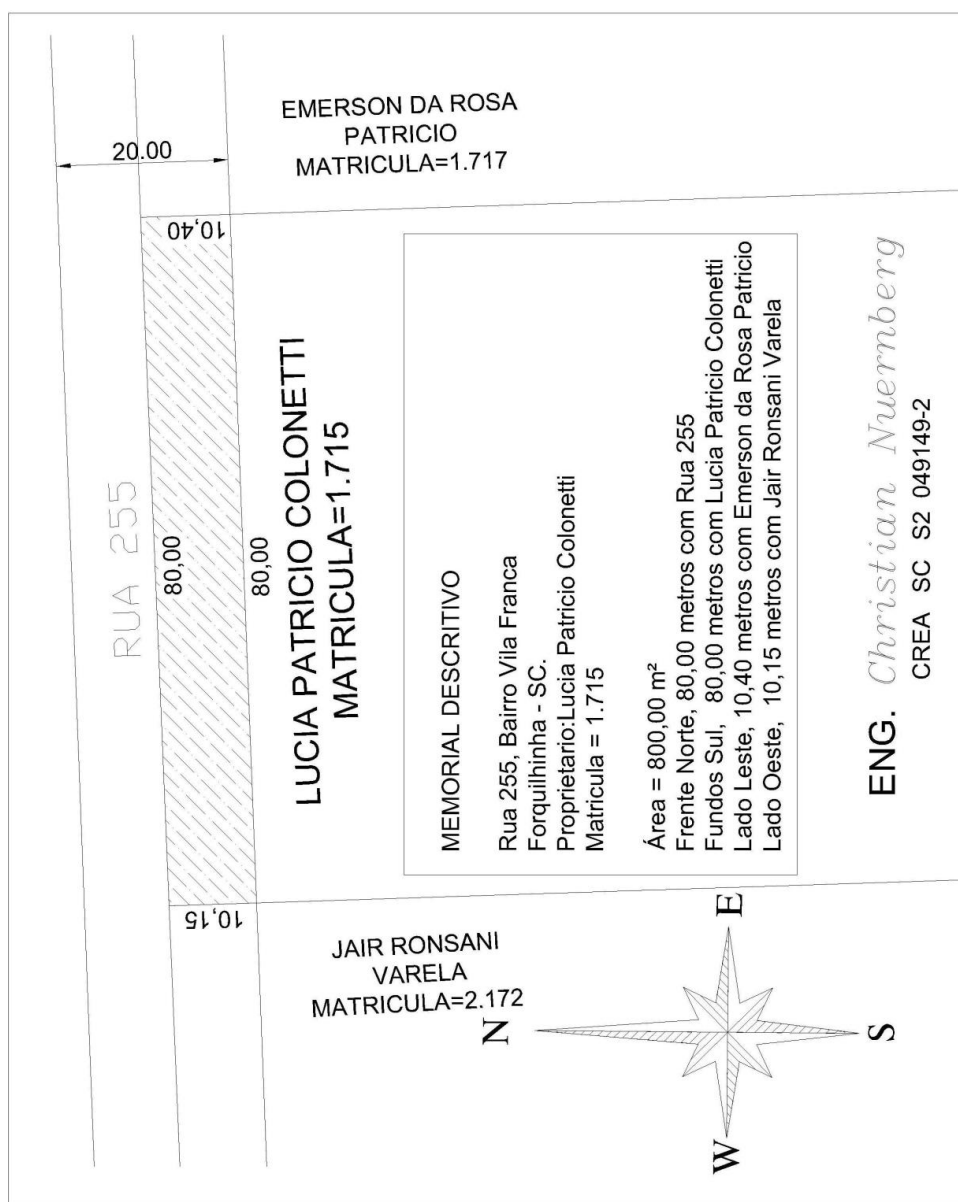 EMERSON DA ROSA
PATRICIO
MATRICULA=1.717
20.00
10,40
RUA 255
80,00
80,00
LUCIA PATRICIO COLONETTI
MATRICULA=1.715
10,15
JAIR RONSANI
VARELA
MATRICULA=2.172
MEMORIAL DESCRITIVO
Rua 255, Bairro Vila Franca
Forquilhinha - SC.
Proprietario:Lucia Patricio Colonetti
Matricula = 1.715
Área = 800,00 m²
Frente Norte, 80,00 metros com Rua 255
Fundos Sul, 80,00 metros com Lucia Patricio Colonetti
Lado Leste, 10,40 metros com Emerson da Rosa Patricio
Lado Oeste, 10,15 metros com Jair Ronsani Varela
N
E
S
W
ENG. Christian Nuernberg
CREA SC S2 049149-2